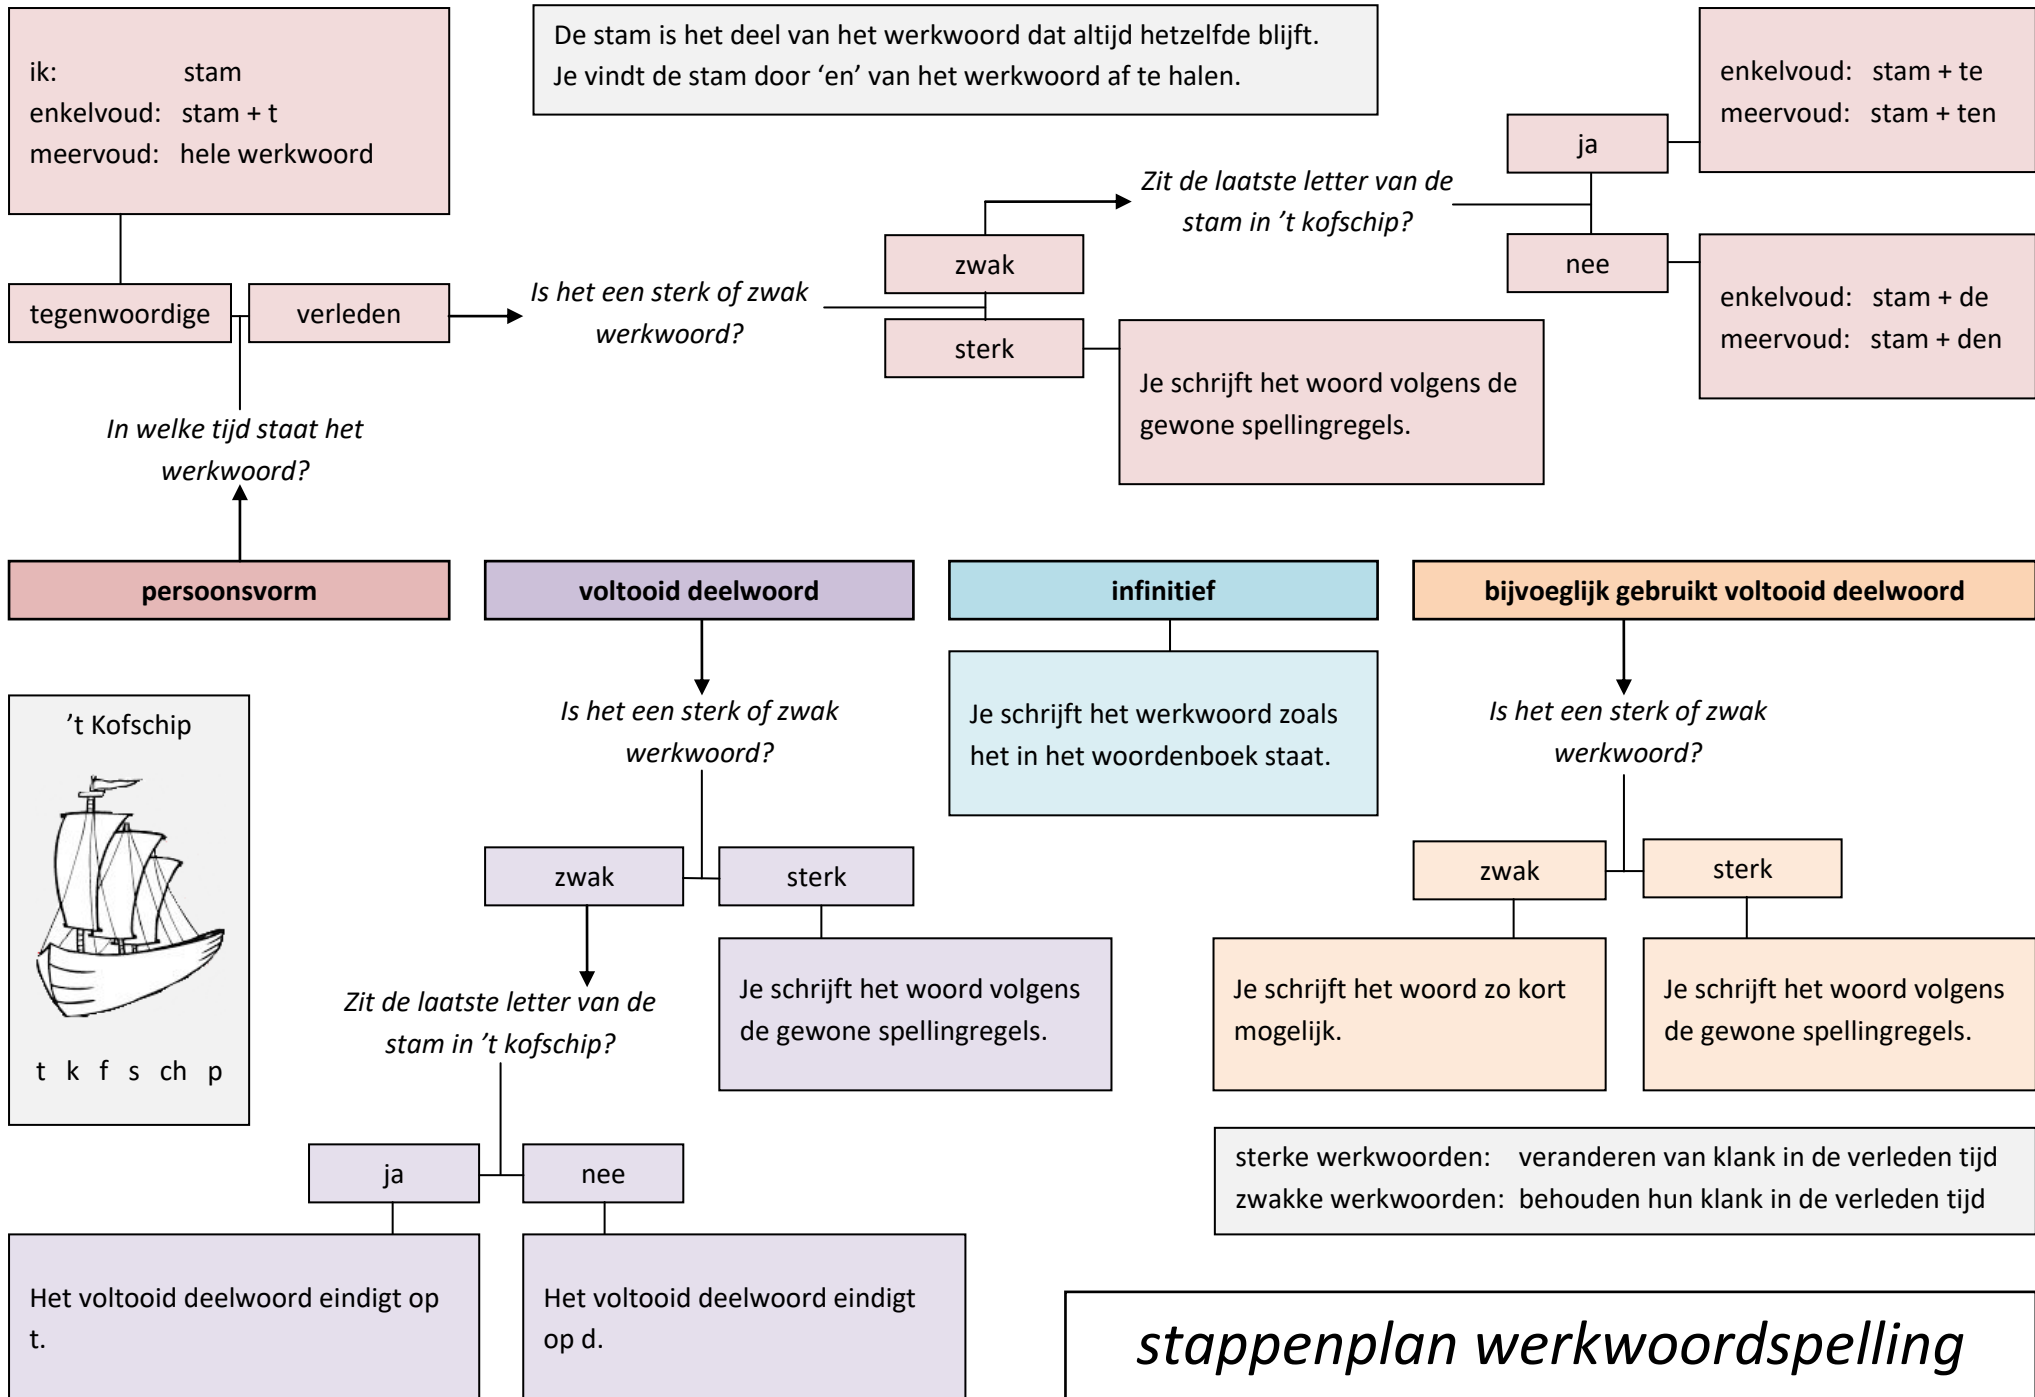 ik: stam
enkelvoud: stam + t
meervoud: hele werkwoord
De stam is het deel van het werkwoord dat altijd hetzelfde blijft.
Je vindt de stam door ‘en’ van het werkwoord af te halen.
enkelvoud: stam + te
meervoud: stam + ten
ja
Zit de laatste letter van de
stam in ’t kofschip?
nee
enkelvoud: stam + de
meervoud: stam + den
zwak
sterk
Is het een sterk of zwak
werkwoord?
tegenwoordige
verleden
Je schrijft het woord volgens de
gewone spellingregels.
In welke tijd staat het
werkwoord?
persoonsvorm
voltooid deelwoord
infinitief
bijvoeglijk gebruikt voltooid deelwoord
’t Kofschip
t k f s ch p
Is het een sterk of zwak
werkwoord?
zwak
sterk
Zit de laatste letter van de
stam in ’t kofschip?
Je schrijft het woord volgens
de gewone spellingregels.
ja
nee
Het voltooid deelwoord eindigt op
t.
Het voltooid deelwoord eindigt
op d.
Je schrijft het werkwoord zoals
het in het woordenboek staat.
Is het een sterk of zwak
werkwoord?
zwak
sterk
Je schrijft het woord zo kort
mogelijk.
Je schrijft het woord volgens
de gewone spellingregels.
sterke werkwoorden: veranderen van klank in de verleden tijd
zwakke werkwoorden: behouden hun klank in de verleden tijd
stappenplan werkwoordspelling